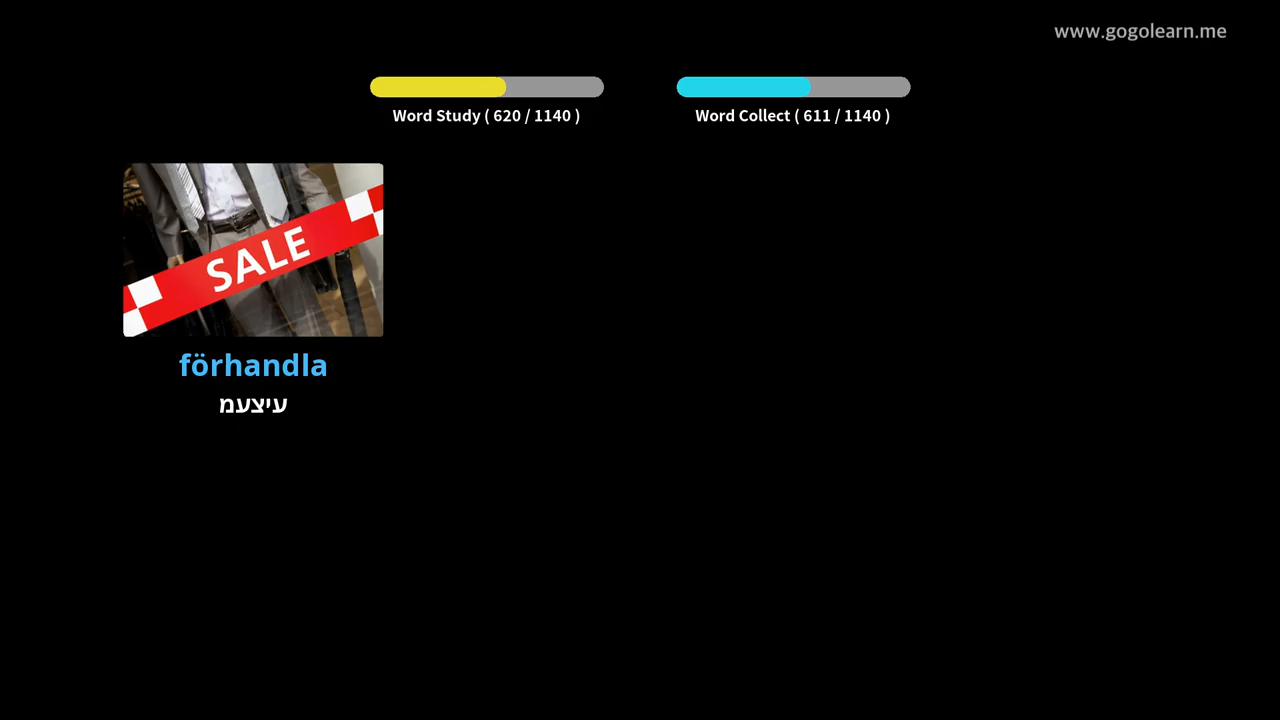 www.gogolearn.me
Word Study ( 620 / 1140 )
Word Collect ( 611 / 1140 )
SALE
förhandla
עיצעמ